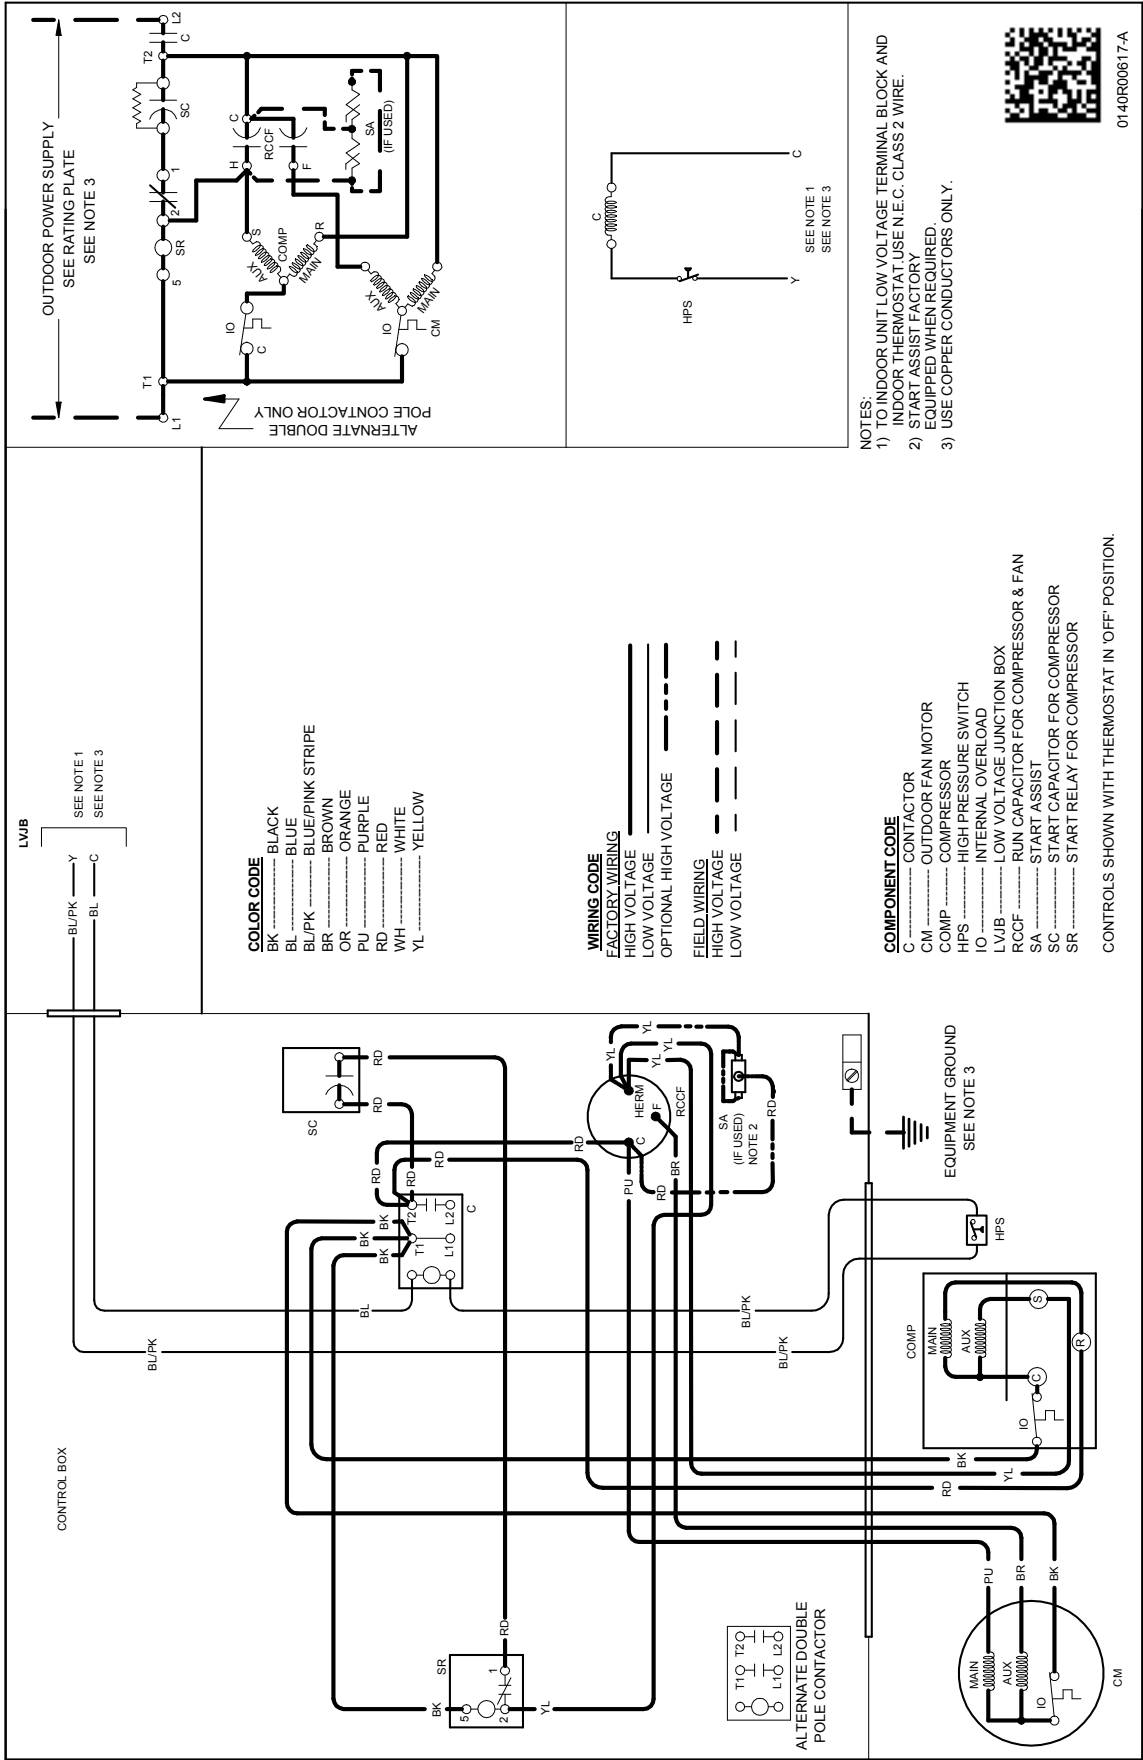 CONTROL BOX
LVJB
BL/PK
Y
BL
C
SEE NOTE 1
SEE NOTE 3
BL/PK
BL
SC
RD
RD
SR
BK
5
2
1
RD
YL
BK
BK
BK
RD
RD
RD
T2
T1
L2
L1
C
BL/PK
BL/PK
RD
PU
RD
BR
C
HERM
F
RCCF
YL
YL
YL
YL
SA
(IF USED)
NOTE 2
RD
ALTERNATE DOUBLE
POLE CONTACTOR
T1
T2
L1
L2
EQUIPMENT GROUND
SEE NOTE 3
HPS
COMP
MAIN
AUX
C
S
R
IO
BK
YL
RD
PU
BR
BK
MAIN
AUX
IO
CM
COLOR CODE
BK ---------- BLACK
BL ---------- BLUE
BL/PK ---------- BLUE/PINK STRIPE
BR ---------- BROWN
OR ---------- ORANGE
PU ---------- PURPLE
RD ---------- RED
WH ---------- WHITE
YL ---------- YELLOW
WIRING CODE
FACTORY WIRING
HIGH VOLTAGE
LOW VOLTAGE
OPTIONAL HIGH VOLTAGE
FIELD WIRING
HIGH VOLTAGE
LOW VOLTAGE
COMPONENT CODE
C ---------- CONTACTOR
CM ---------- OUTDOOR FAN MOTOR
COMP ---------- COMPRESSOR
HPS ---------- HIGH PRESSURE SWITCH
IO ---------- INTERNAL OVERLOAD
LVJB ---------- LOW VOLTAGE JUNCTION BOX
RCCF ---------- RUN CAPACITOR FOR COMPRESSOR & FAN
SA ---------- START ASSIST
SC ---------- START CAPACITOR FOR COMPRESSOR
SR ---------- START RELAY FOR COMPRESSOR
CONTROLS SHOWN WITH THERMOSTAT IN 'OFF' POSITION.
OUTDOOR POWER SUPPLY
SEE RATING PLATE
SEE NOTE 3
L1
T1
5
SR
2
1
SC
T2
C
L2
ALTERNATE DOUBLE
POLE CONTACTOR ONLY
C
IO
AUX
S
COMP
MAIN
R
H
C
RCCF
F
SA
(IF USED)
IO
AUX
MAIN
CM
C
HPS
Y
C
SEE NOTE 1
SEE NOTE 3
NOTES:
1) TO INDOOR UNIT LOW VOLTAGE TERMINAL BLOCK AND
INDOOR THERMOSTAT.USE N.E.C. CLASS 2 WIRE.
2) START ASSIST FACTORY
EQUIPPED WHEN REQUIRED.
3) USE COPPER CONDUCTORS ONLY.
0140R00617-A